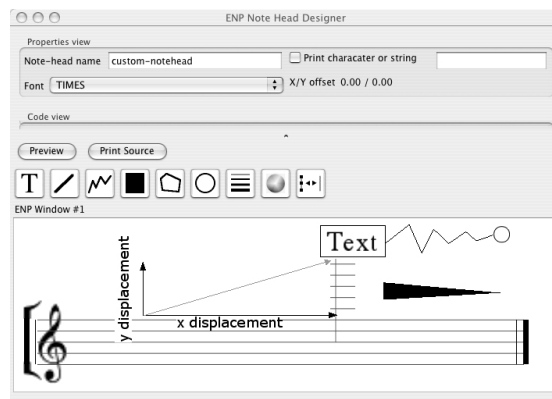 ENP Note Head Designer
Properties view
Note-head name custom-notehead Print characater or string
Font TIMES X/Y offset 0.00 / 0.00
Code view
Preview Print Source
T
ENP Window #1
Text
y displacement
x displacement